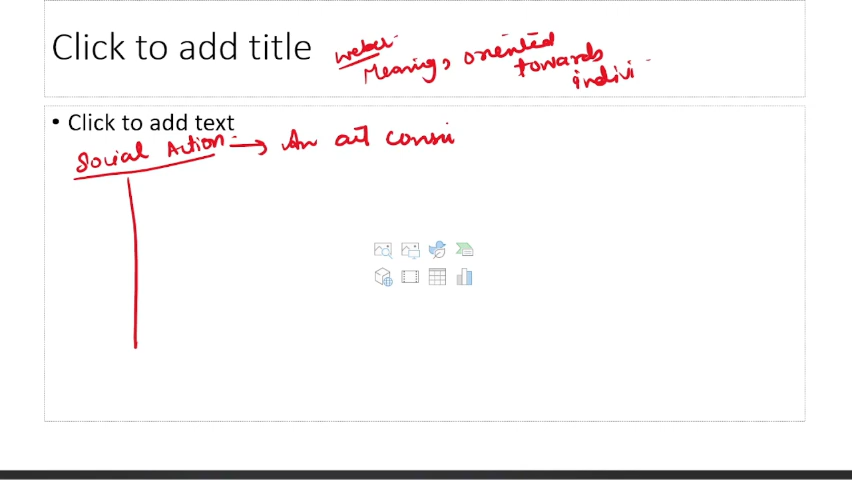 Click to add title
weber
Meaning, oriented
towards
indivi
• Click to add text
Social Action → An act consi